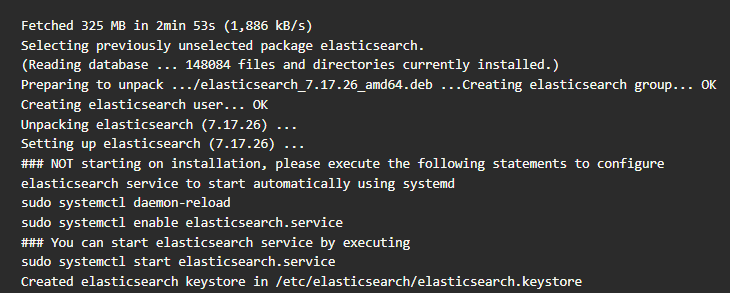 Fetched 325 MB in 2min 53s (1,886 kB/s)
Selecting previously unselected package elasticsearch.
(Reading database ... 148084 files and directories currently installed.)
Preparing to unpack .../elasticsearch_7.17.26_amd64.deb ...Creating elasticsearch group... OK
Creating elasticsearch user... OK
Unpacking elasticsearch (7.17.26) ...
Setting up elasticsearch (7.17.26) ...
### NOT starting on installation, please execute the following statements to configure
elasticsearch service to start automatically using systemd
sudo systemctl daemon-reload
sudo systemctl enable elasticsearch.service
### You can start elasticsearch service by executing
sudo systemctl start elasticsearch.service
Created elasticsearch keystore in /etc/elasticsearch/elasticsearch.keystore